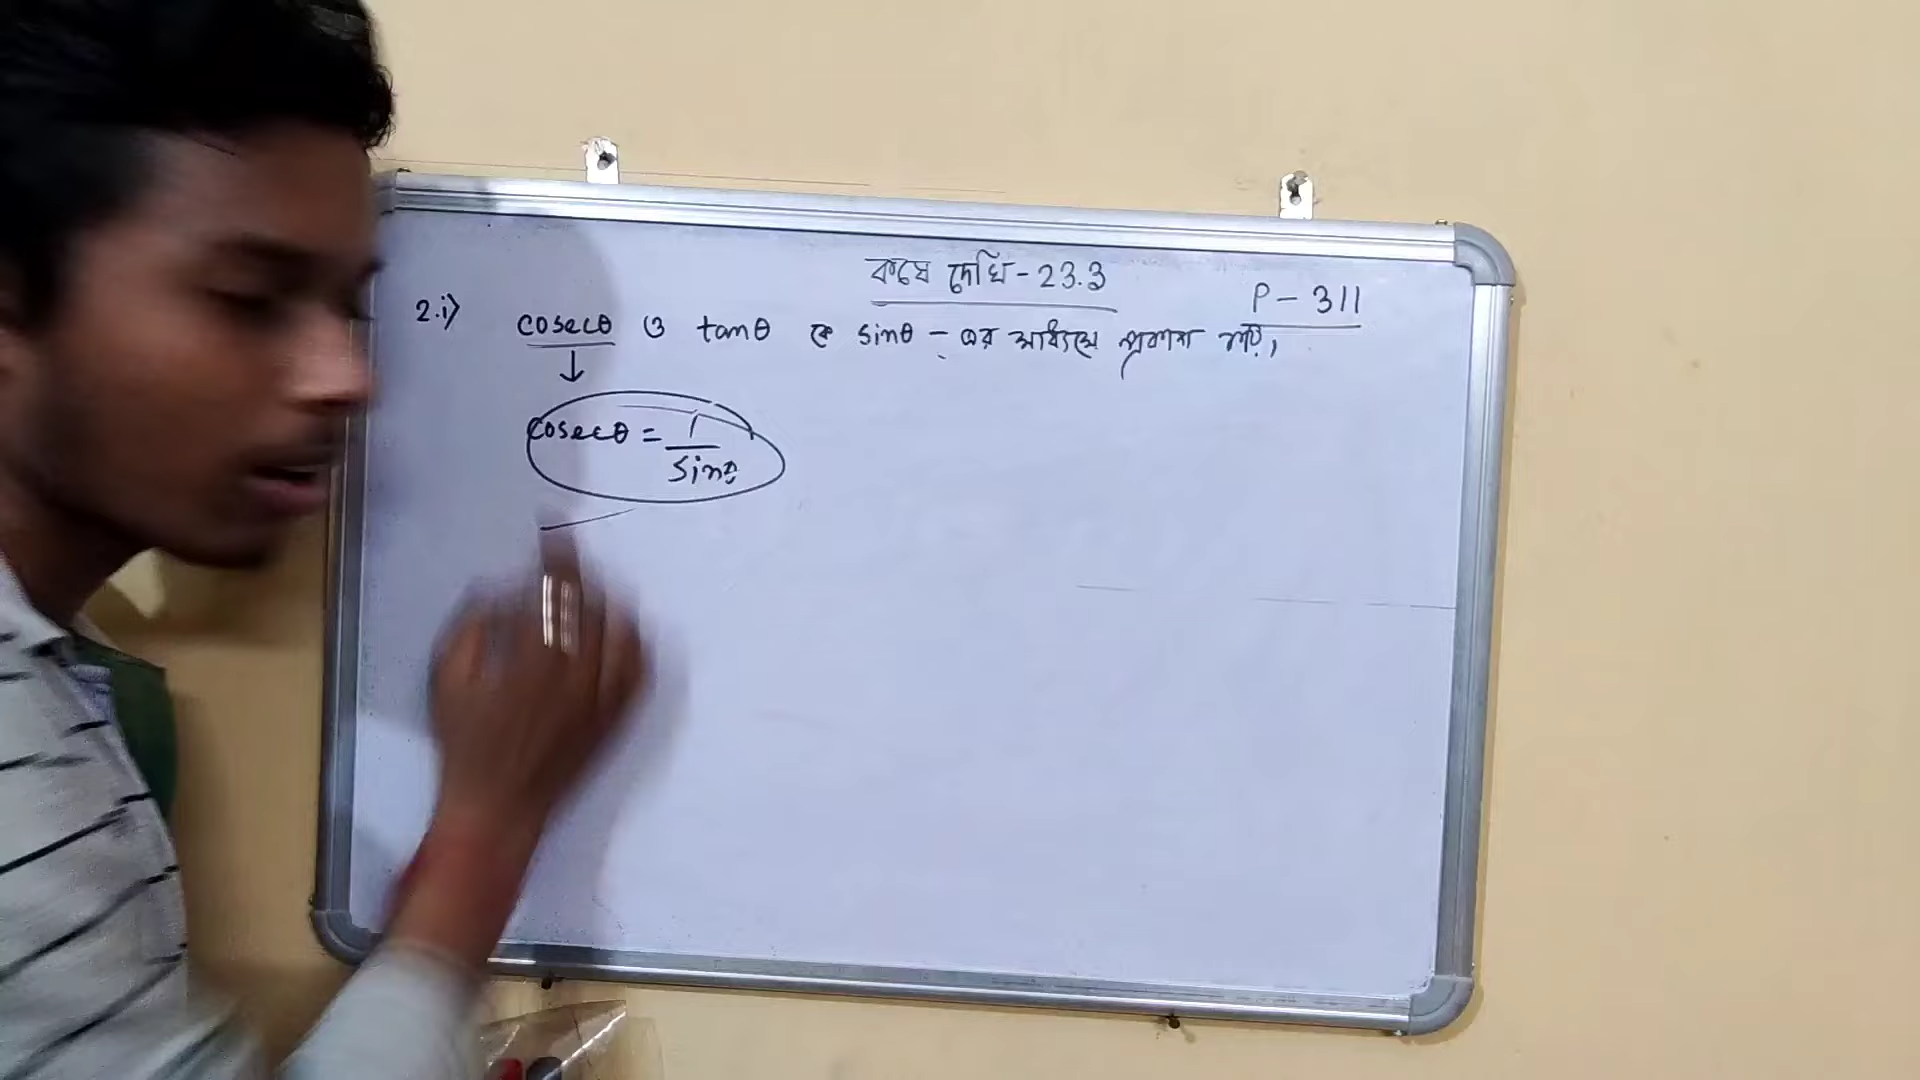 কষে দেখি - 23.3
P - 311
2.i) cosecθ ও tanθ কে sinθ - এর মাধ্যমে প্রকাশ করি,
↓
cosecθ = 1/sinθ